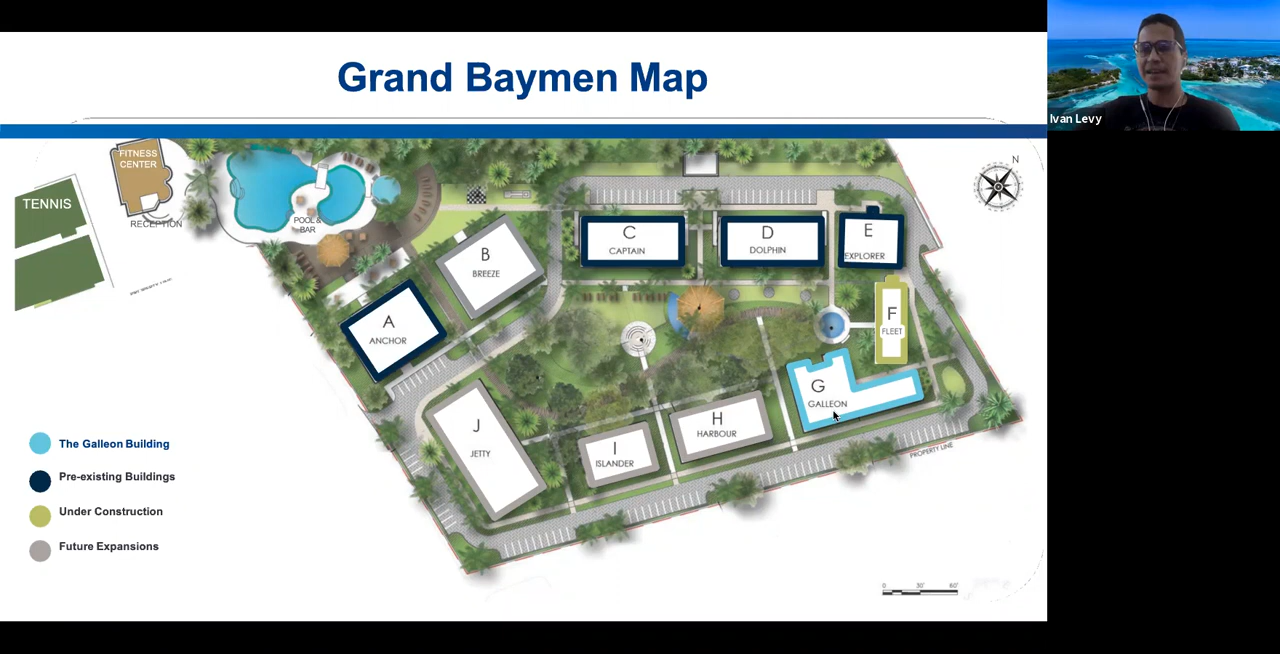 Grand Baymen Map
Ivan Levy
FITNESS
CENTER
N
TENNIS
RECEPTION
POOL &
BAR
C
CAPTAIN
D
DOLPHIN
E
EXPLORER
B
BREEZE
A
ANCHOR
F
FLEET
G
GALLEON
H
HARBOUR
I
ISLANDER
J
JETTY
PROPERTY LINE
The Galleon Building
Pre-existing Buildings
Under Construction
Future Expansions
0 30' 60'